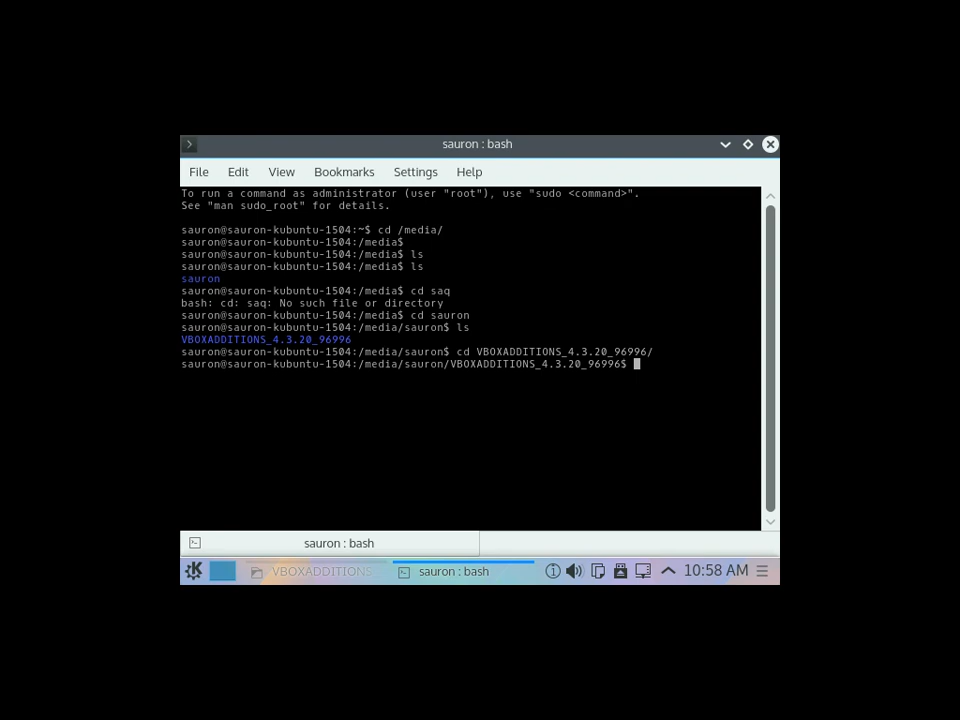 sauron : bash
File Edit View Bookmarks Settings Help
To run a command as administrator (user "root"), use "sudo <command>".
See "man sudo_root" for details.
sauron@sauron-kubuntu-1504:~$ cd /media/
sauron@sauron-kubuntu-1504:/media$
sauron@sauron-kubuntu-1504:/media$ ls
sauron@sauron-kubuntu-1504:/media$ ls
sauron
sauron@sauron-kubuntu-1504:/media$ cd saq
bash: cd: saq: No such file or directory
sauron@sauron-kubuntu-1504:/media$ cd sauron
sauron@sauron-kubuntu-1504:/media/sauron$ ls
VBOXADDITIONS_4.3.20_96996
sauron@sauron-kubuntu-1504:/media/sauron$ cd VBOXADDITIONS_4.3.20_96996/
sauron@sauron-kubuntu-1504:/media/sauron/VBOXADDITIONS_4.3.20_96996$
sauron : bash
VBOXADDITIONS sauron : bash 10:58 AM